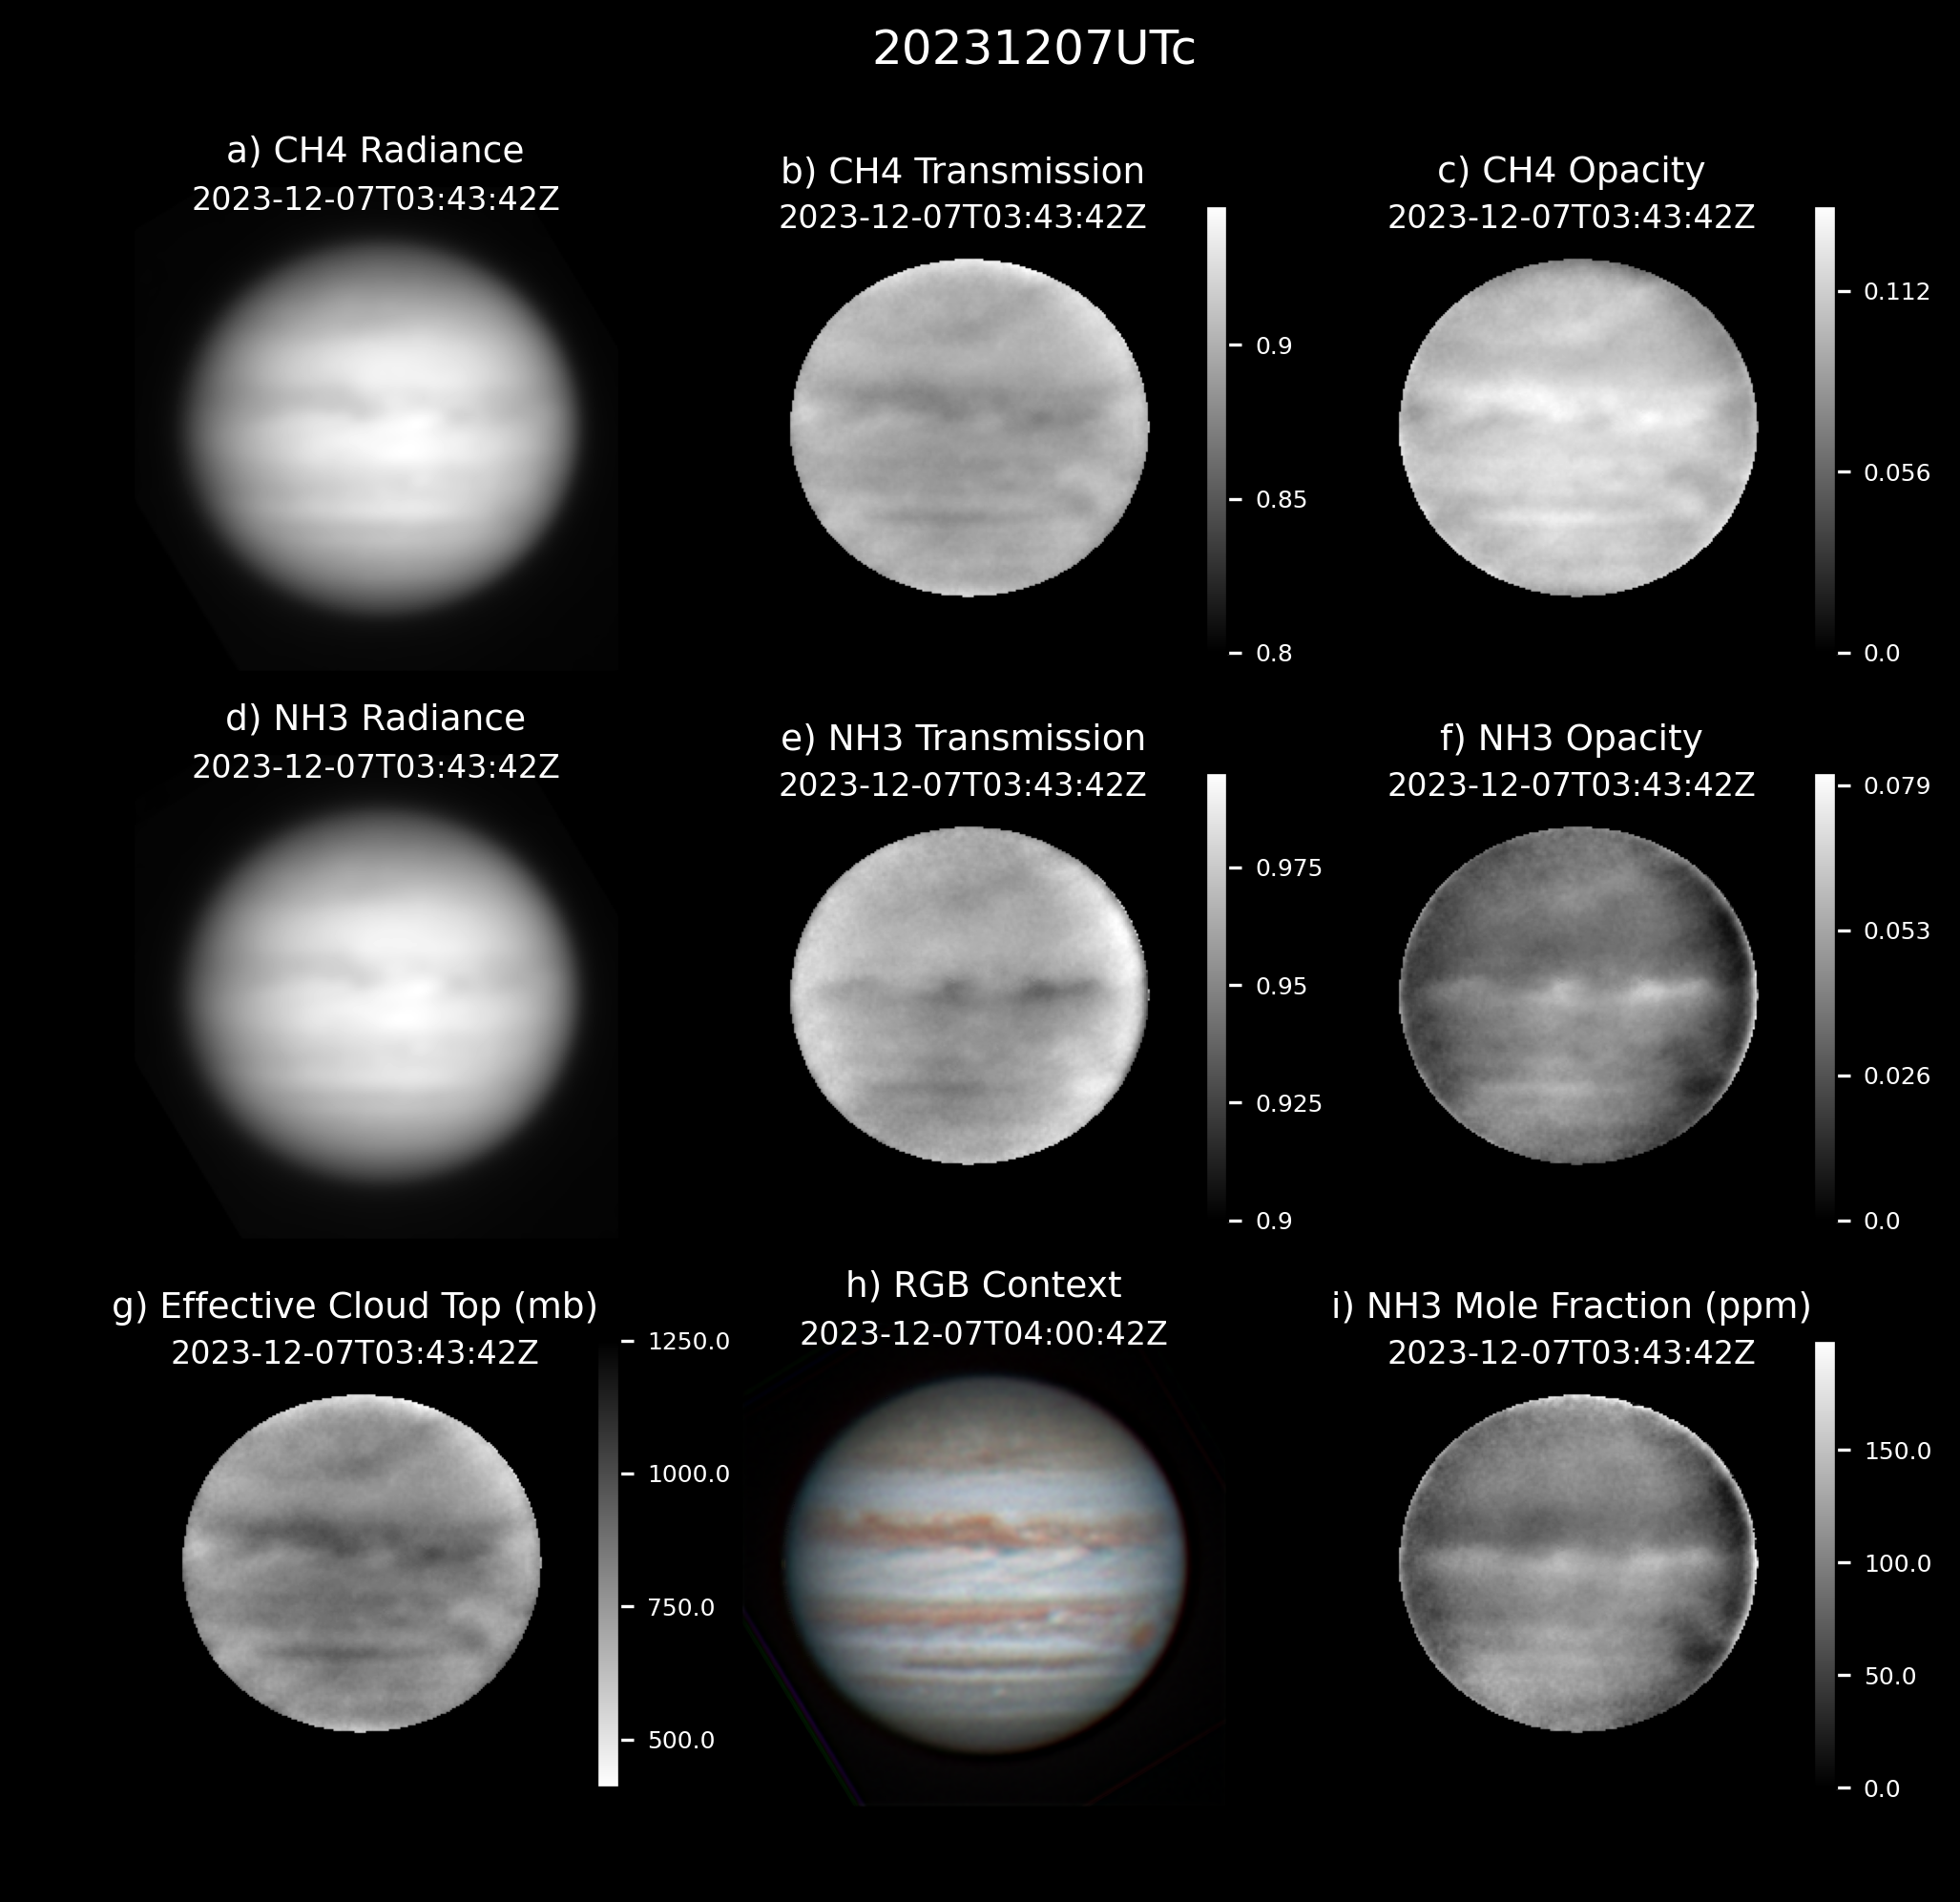 20231207UTc
a) CH4 Radiance
2023-12-07T03:43:42Z
b) CH4 Transmission
2023-12-07T03:43:42Z
0.9
0.85
0.8
c) CH4 Opacity
2023-12-07T03:43:42Z
0.112
0.056
0.0
d) NH3 Radiance
2023-12-07T03:43:42Z
e) NH3 Transmission
2023-12-07T03:43:42Z
0.975
0.95
0.925
0.9
f) NH3 Opacity
2023-12-07T03:43:42Z
0.079
0.053
0.026
0.0
g) Effective Cloud Top (mb)
2023-12-07T03:43:42Z
1250.0
1000.0
750.0
500.0
h) RGB Context
2023-12-07T04:00:42Z
i) NH3 Mole Fraction (ppm)
2023-12-07T03:43:42Z
150.0
100.0
50.0
0.0